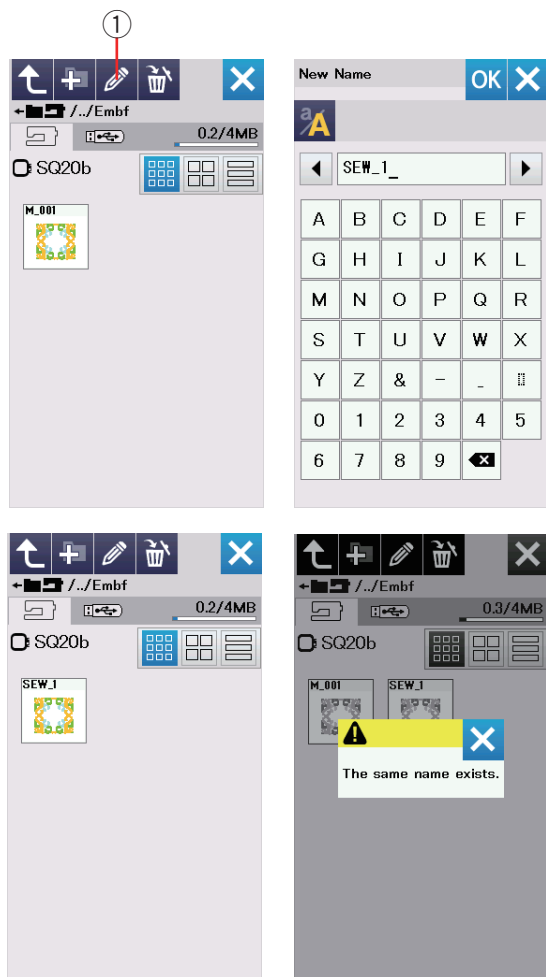 1
/../Embf
0.2/4MB
SQ20b
M_001
New Name
OK
a/A
SEW_1_
A B C D E F
G H I J K L
M N O P Q R
S T U V W X
Y Z & - _
0 1 2 3 4 5
6 7 8 9
/../Embf
0.2/4MB
SQ20b
SEW_1
/../Embf
0.3/4MB
SQ20b
M_001 SEW_1
The same name exists.